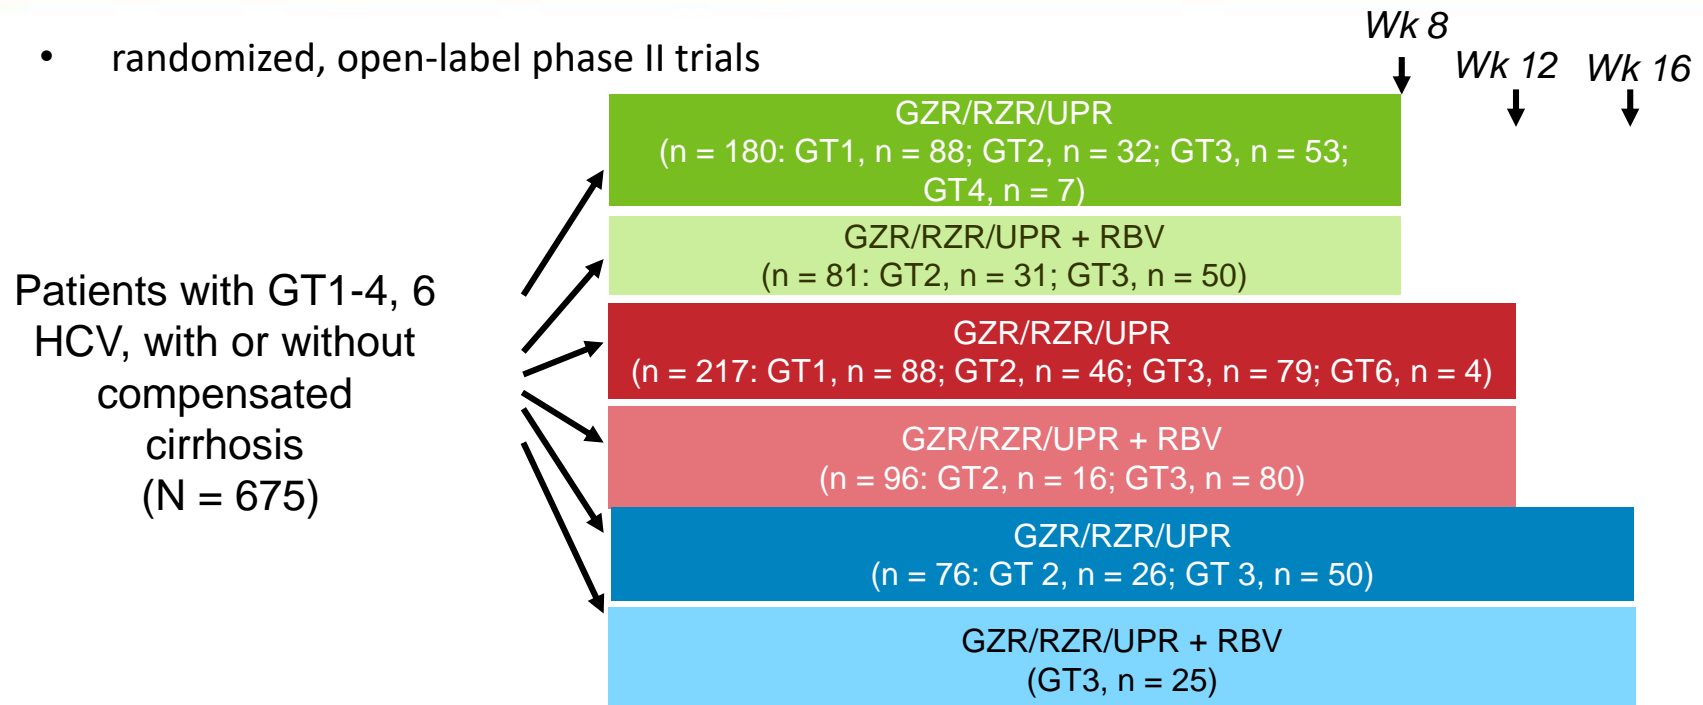 • randomized, open-label phase II trials
Wk 8
Wk 12
Wk 16
GZR/RZR/UPR
(n = 180: GT1, n = 88; GT2, n = 32; GT3, n = 53;
GT4, n = 7)
GZR/RZR/UPR + RBV
(n = 81: GT2, n = 31; GT3, n = 50)
Patients with GT1-4, 6
HCV, with or without
compensated
cirrhosis
(N = 675)
GZR/RZR/UPR
(n = 217: GT1, n = 88; GT2, n = 46; GT3, n = 79; GT6, n = 4)
GZR/RZR/UPR + RBV
(n = 96: GT2, n = 16; GT3, n = 80)
GZR/RZR/UPR
(n = 76: GT 2, n = 26; GT 3, n = 50)
GZR/RZR/UPR + RBV
(GT3, n = 25)